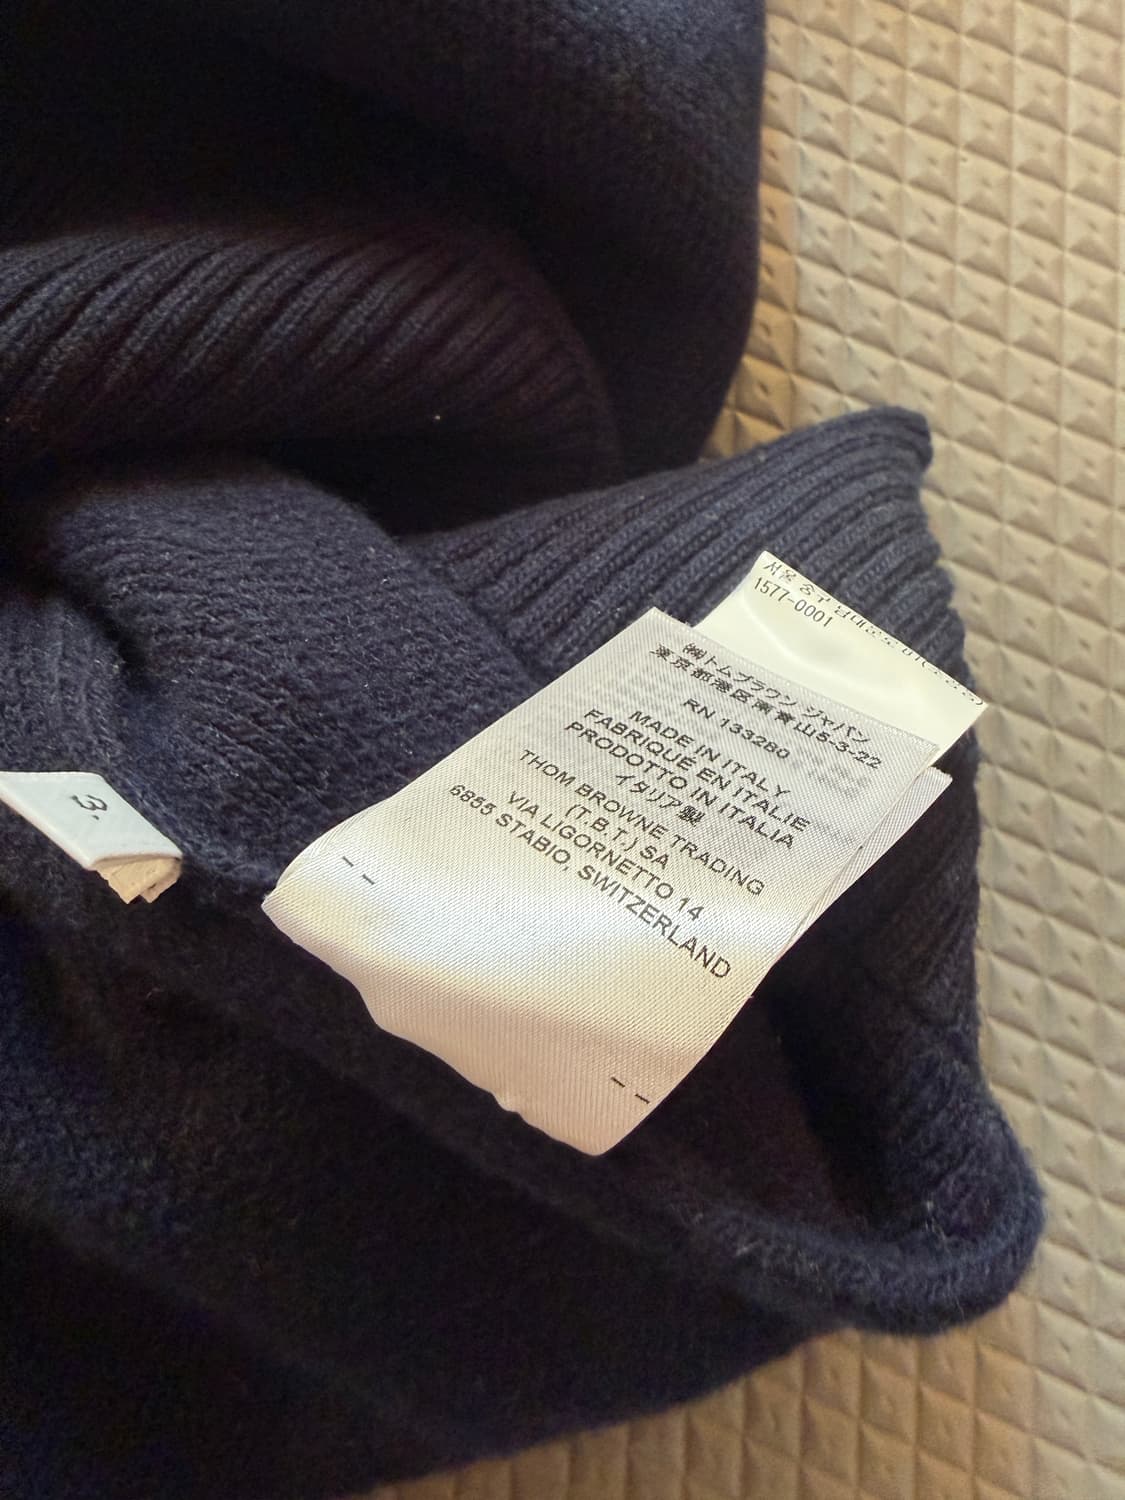 1577-0001
㈱トムブラウン ジャパン
東京都港区南青山5-3-22
RN 133280
MADE IN ITALY
FABRIQUÉ EN ITALIE
PRODOTTO IN ITALIA
イタリア製
THOM BROWNE TRADING
(T.B.T.) SA
VIA LIGORNETTO 14
6855 STABIO, SWITZERLAND
3.